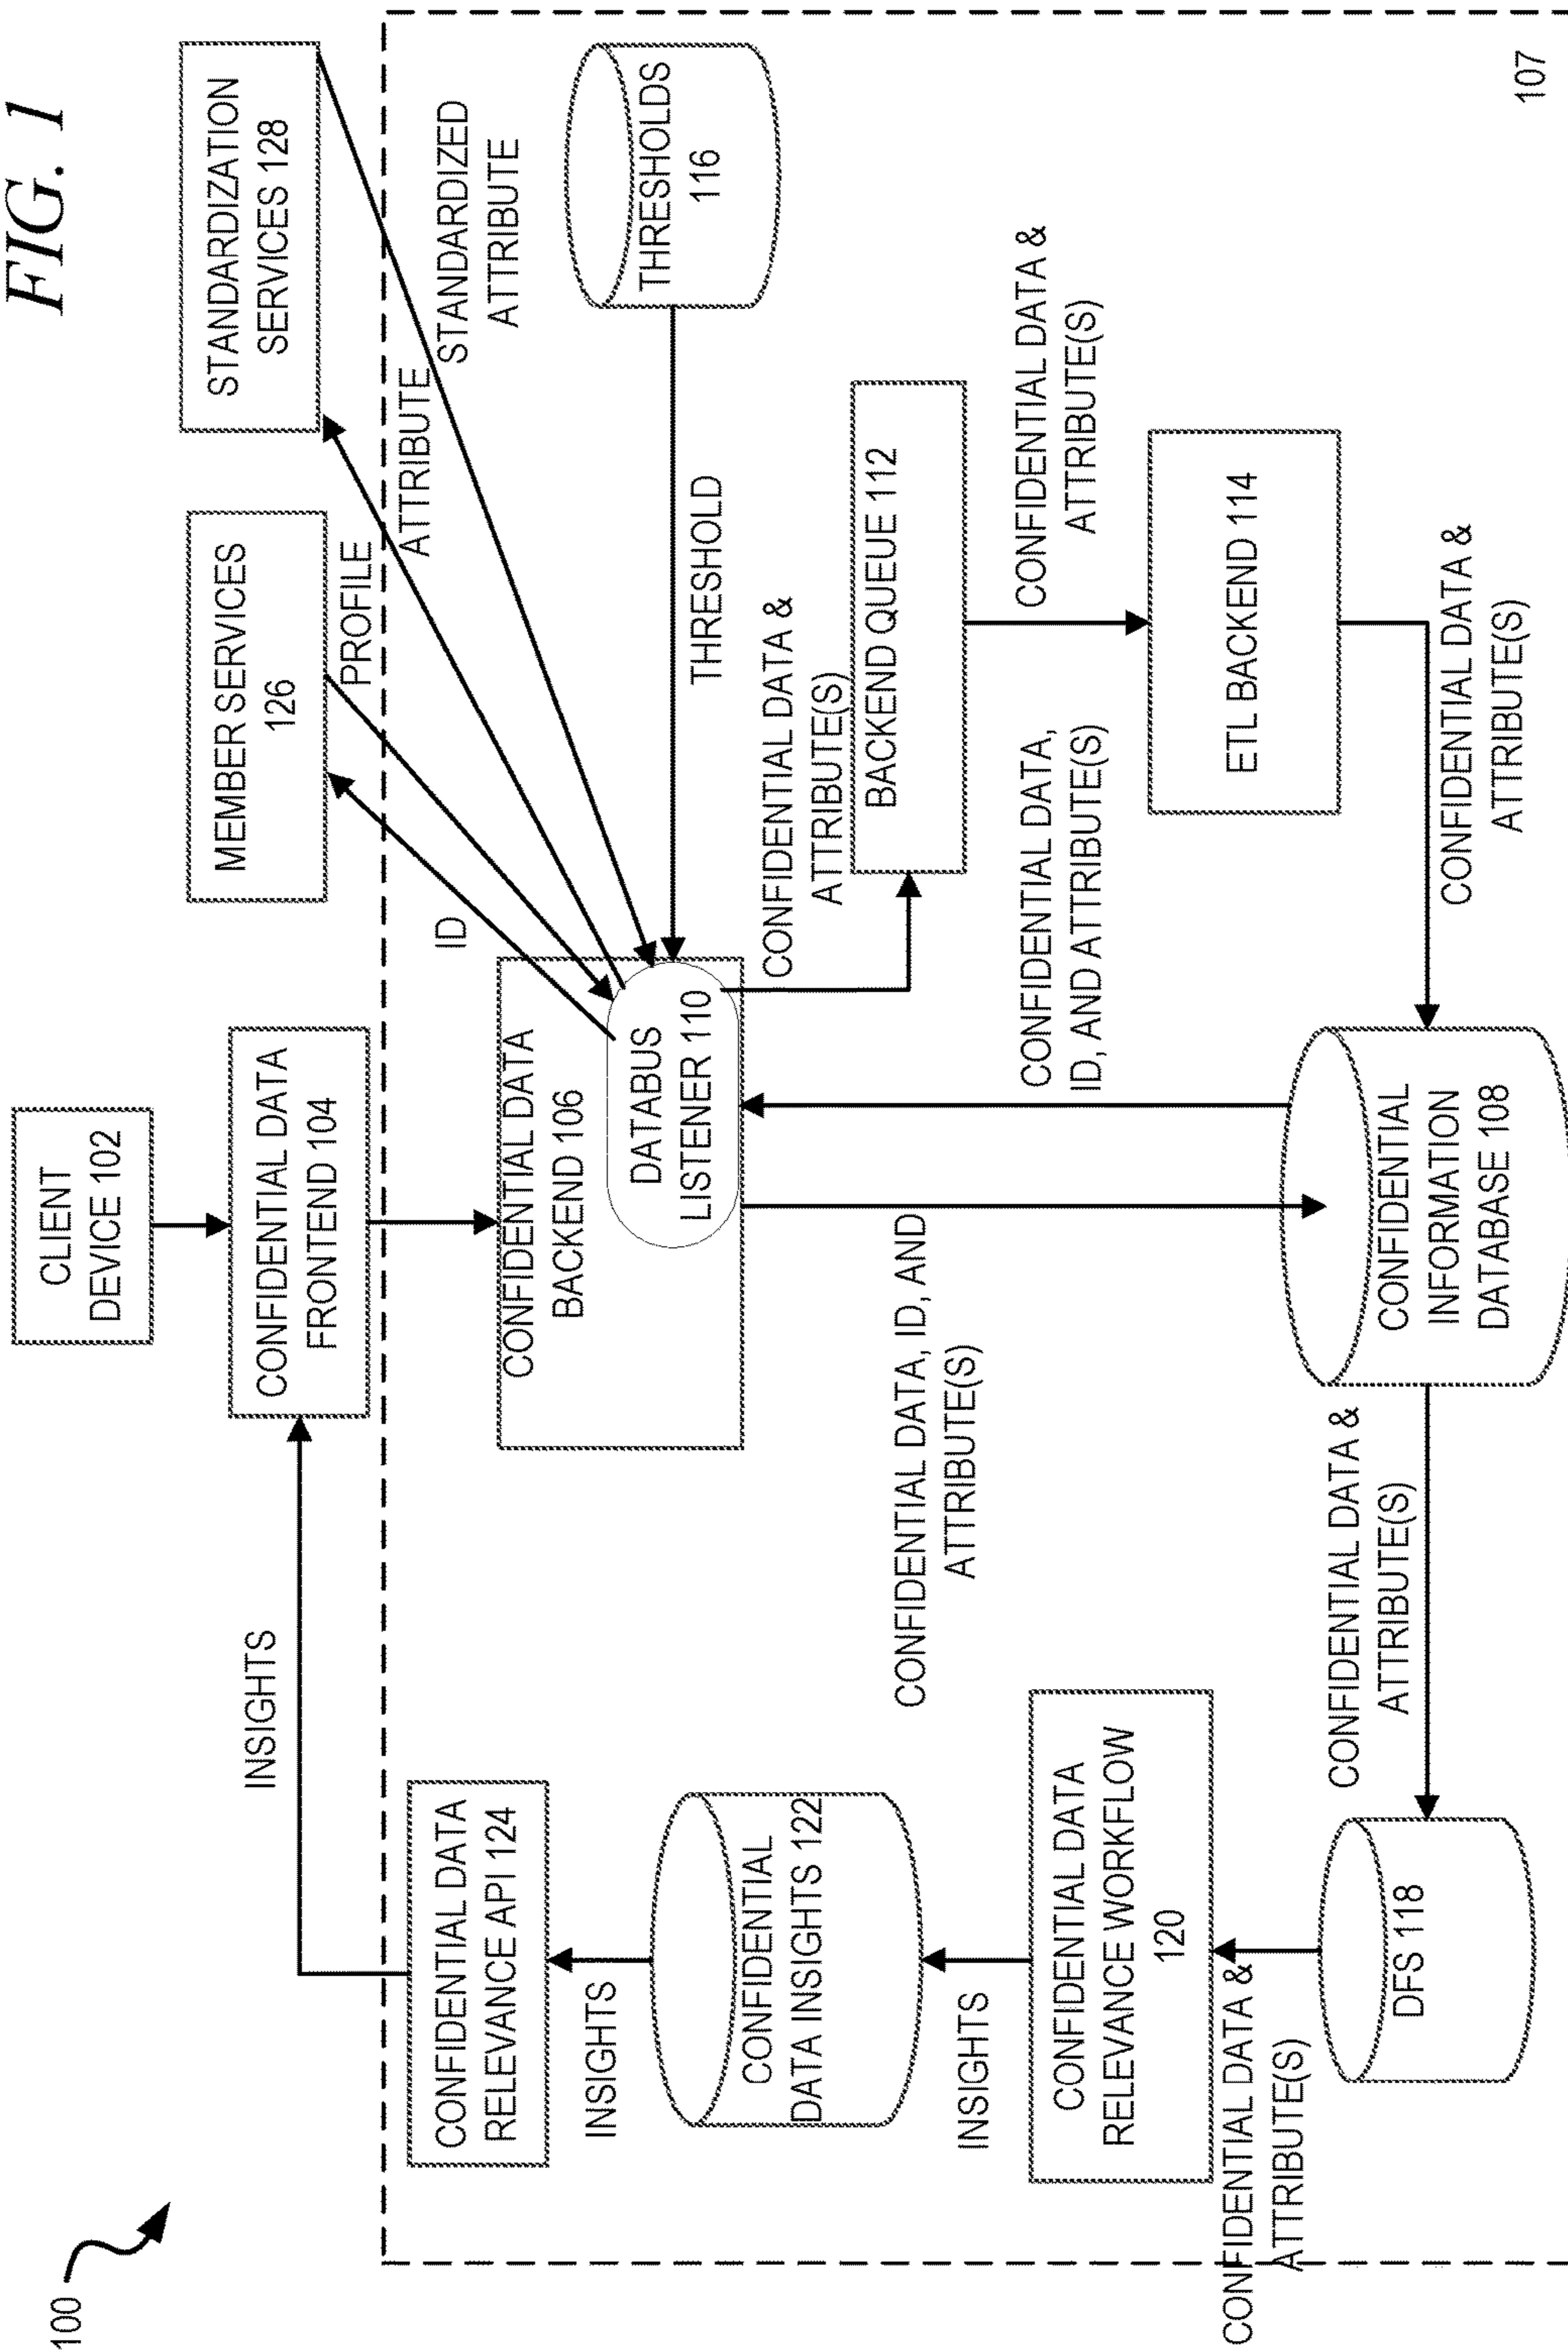 FIG. 1
100
CLIENT
DEVICE 102
CONFIDENTIAL DATA
FRONTEND 104
INSIGHTS
MEMBER SERVICES
126
STANDARDIZATION
SERVICES 128
ID
PROFILE
ATTRIBUTE
STANDARDIZED
ATTRIBUTE
CONFIDENTIAL DATA
RELEVANCE API 124
CONFIDENTIAL DATA
BACKEND 106
DATABUS
LISTENER 110
THRESHOLD
THRESHOLDS
116
INSIGHTS
CONFIDENTIAL
DATA INSIGHTS 122
CONFIDENTIAL DATA &
ATTRIBUTE(S)
BACKEND QUEUE 112
CONFIDENTIAL DATA, ID, AND
ATTRIBUTE(S)
CONFIDENTIAL DATA,
ID, AND ATTRIBUTE(S)
CONFIDENTIAL DATA &
ATTRIBUTE(S)
INSIGHTS
CONFIDENTIAL DATA
RELEVANCE WORKFLOW
120
ETL BACKEND 114
CONFIDENTIAL DATA &
ATTRIBUTE(S)
DFS 118
CONFIDENTIAL DATA &
ATTRIBUTE(S)
CONFIDENTIAL
INFORMATION
DATABASE 108
CONFIDENTIAL DATA &
ATTRIBUTE(S)
107